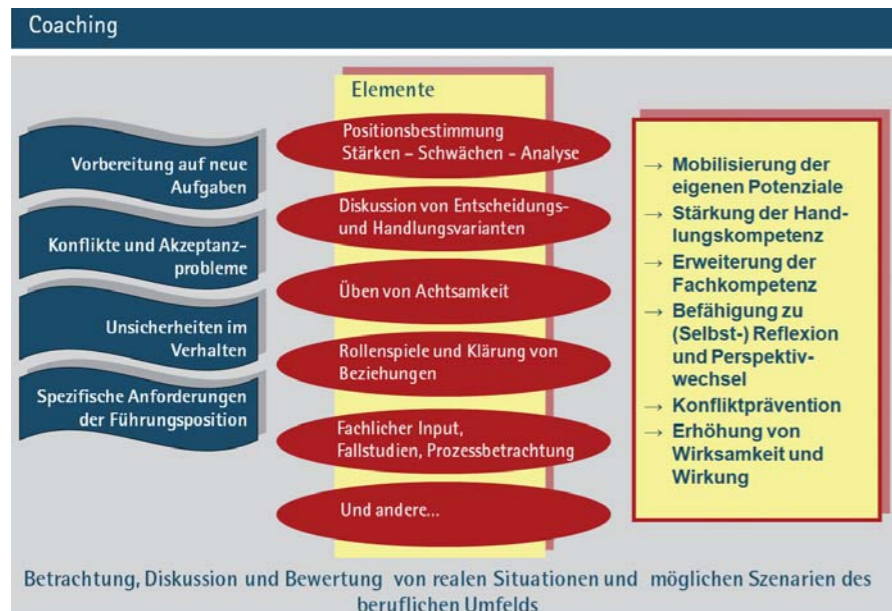 Coaching
Vorbereitung auf neue
Aufgaben
Konflikte und Akzeptanz-
probleme
Unsicherheiten im
Verhalten
Spezifische Anforderungen
der Führungsposition
Elemente
Positionsbestimmung
Stärken – Schwächen - Analyse
Diskussion von Entscheidungs-
und Handlungsvarianten
Üben von Achtsamkeit
Rollenspiele und Klärung von
Beziehungen
Fachlicher Input,
Fallstudien, Prozessbetrachtung
Und andere...
→ Mobilisierung der
eigenen Potenziale
→ Stärkung der Hand-
lungskompetenz
→ Erweiterung der
Fachkompetenz
→ Befähigung zu
(Selbst-) Reflexion
und Perspektiv-
wechsel
→ Konfliktprävention
→ Erhöhung von
Wirksamkeit und
Wirkung
Betrachtung, Diskussion und Bewertung von realen Situationen und möglichen Szenarien des
beruflichen Umfelds